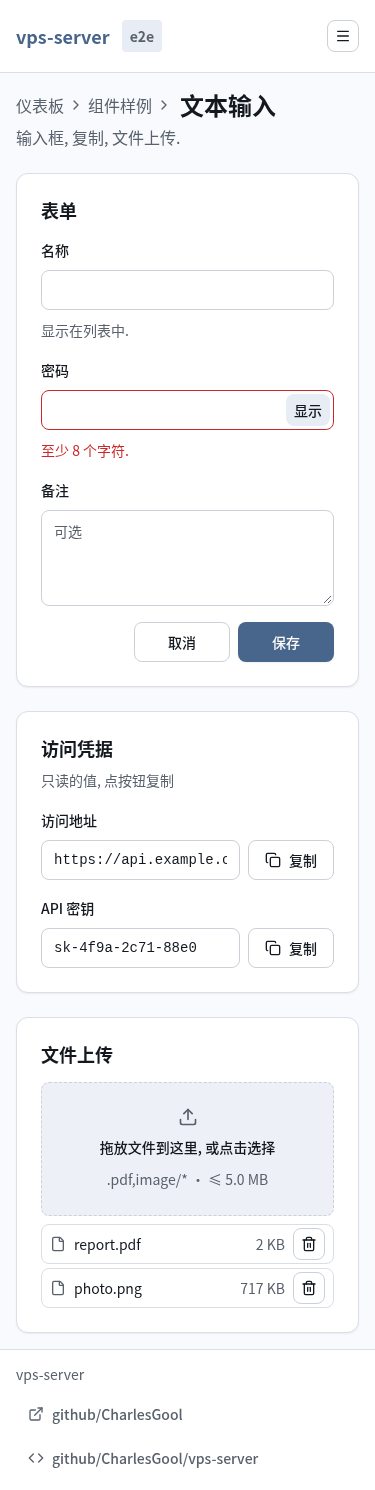 vps-server e2e
仪表板 > 组件样例 > 文本输入
输入框, 复制, 文件上传.
表单
名称
显示在列表中.
密码
显示
至少 8 个字符.
备注
可选
取消 保存
访问凭据
只读的值, 点按钮复制
访问地址
https://api.example.c 复制
API 密钥
sk-4f9a-2c71-88e0 复制
文件上传
拖放文件到这里, 或点击选择
.pdf,image/* · ≤ 5.0 MB
report.pdf 2 KB
photo.png 717 KB
vps-server
github/CharlesGool
github/CharlesGool/vps-server